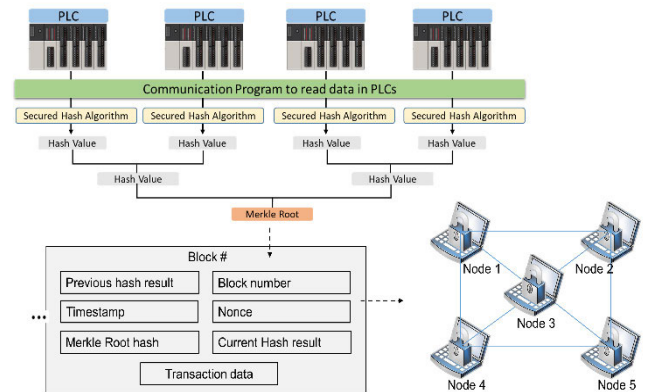 PLC PLC PLC PLC
Communication Program to read data in PLCs
Secured Hash Algorithm Secured Hash Algorithm Secured Hash Algorithm Secured Hash Algorithm
Hash Value Hash Value Hash Value Hash Value
Hash Value Hash Value
Merkle Root
Block #
Previous hash result Block number
Timestamp Nonce
...
Merkle Root hash Current Hash result
Transaction data
Node 1 Node 2
Node 3
Node 4 Node 5